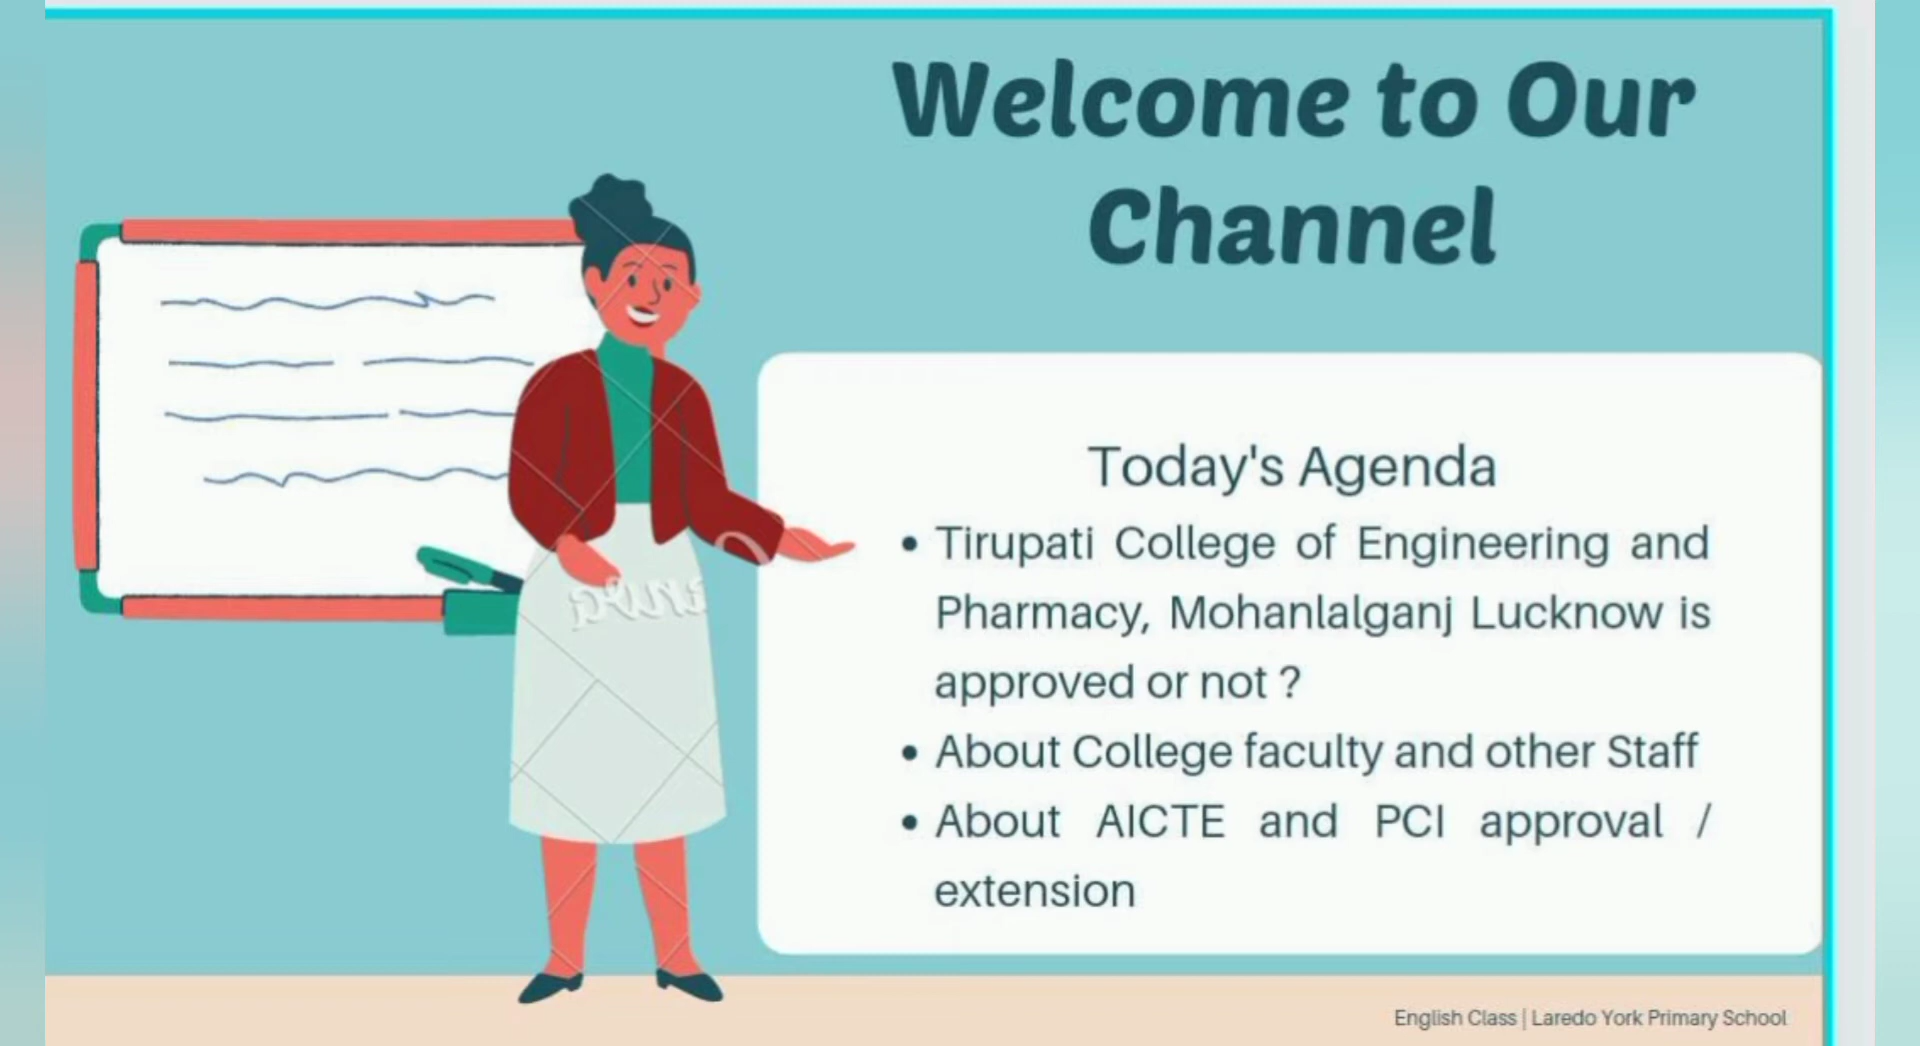 Welcome to Our
Channel
Today's Agenda
• Tirupati College of Engineering and
Pharmacy, Mohanlalganj Lucknow is
approved or not ?
• About College faculty and other Staff
• About AICTE and PCI approval /
extension
English Class | Laredo York Primary School